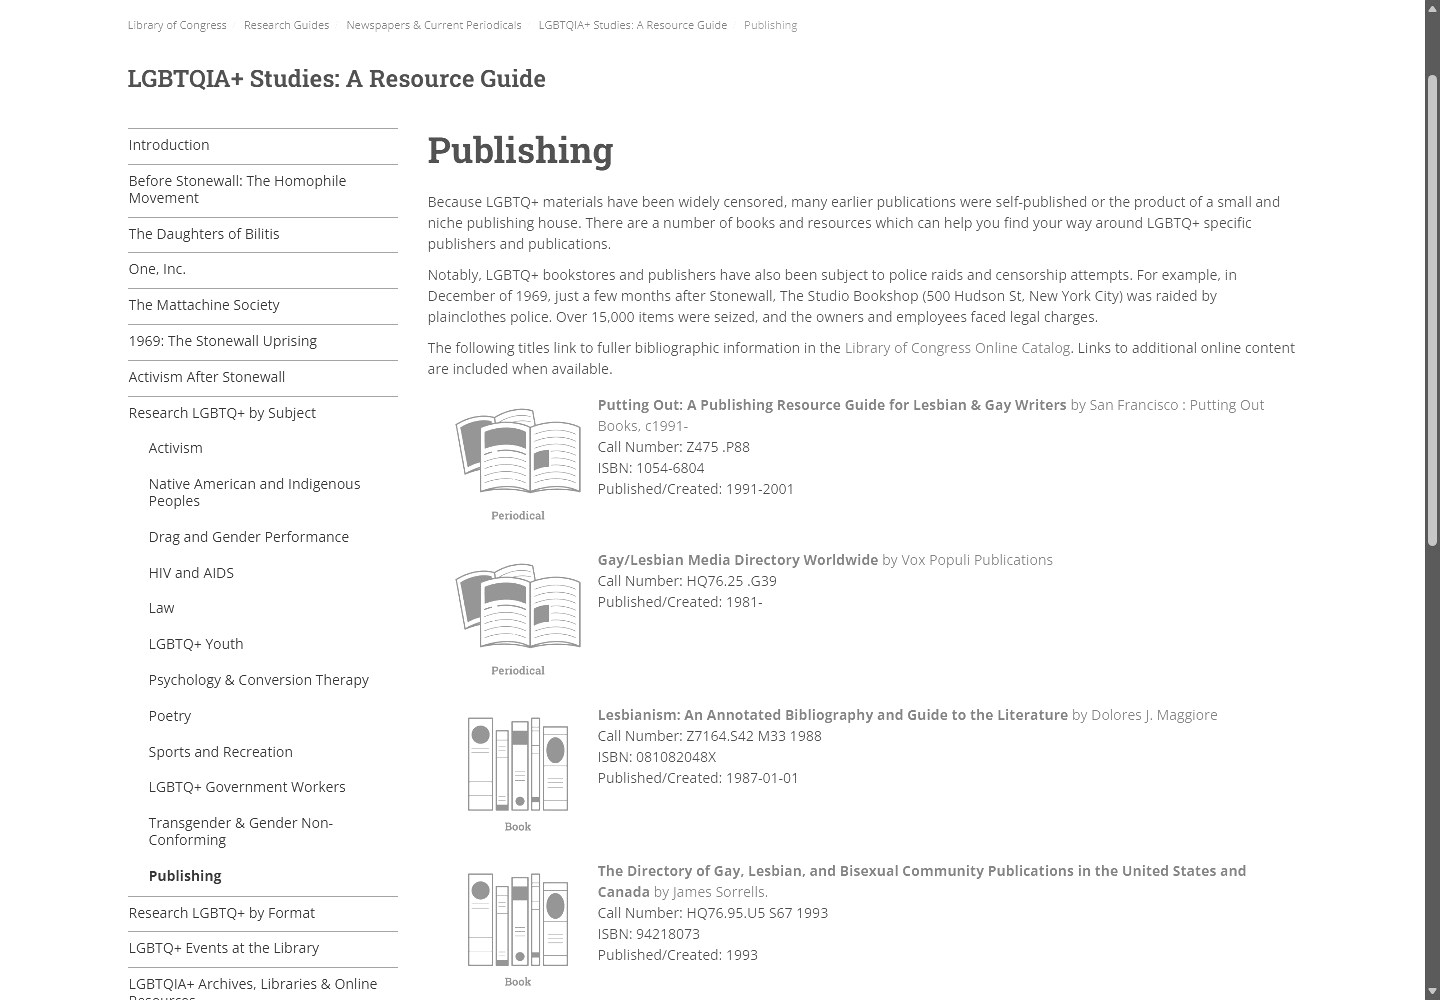 Library of Congress Research Guides Newspapers & Current Periodicals LGBTQIA+ Studies: A Resource Guide Publishing
LGBTQIA+ Studies: A Resource Guide
Introduction
Before Stonewall: The Homophile
Movement
The Daughters of Bilitis
One, Inc.
The Mattachine Society
1969: The Stonewall Uprising
Activism After Stonewall
Research LGBTQ+ by Subject
Activism
Native American and Indigenous
Peoples
Drag and Gender Performance
HIV and AIDS
Law
LGBTQ+ Youth
Psychology & Conversion Therapy
Poetry
Sports and Recreation
LGBTQ+ Government Workers
Transgender & Gender Non-
Conforming
Publishing
Research LGBTQ+ by Format
LGBTQ+ Events at the Library
LGBTQIA+ Archives, Libraries & Online
Resources
Publishing
Because LGBTQ+ materials have been widely censored, many earlier publications were self-published or the product of a small and
niche publishing house. There are a number of books and resources which can help you find your way around LGBTQ+ specific
publishers and publications.
Notably, LGBTQ+ bookstores and publishers have also been subject to police raids and censorship attempts. For example, in
December of 1969, just a few months after Stonewall, The Studio Bookshop (500 Hudson St, New York City) was raided by
plainclothes police. Over 15,000 items were seized, and the owners and employees faced legal charges.
The following titles link to fuller bibliographic information in the Library of Congress Online Catalog. Links to additional online content
are included when available.
Periodical
Putting Out: A Publishing Resource Guide for Lesbian & Gay Writers by San Francisco : Putting Out
Books, c1991-
Call Number: Z475 .P88
ISBN: 1054-6804
Published/Created: 1991-2001
Periodical
Gay/Lesbian Media Directory Worldwide by Vox Populi Publications
Call Number: HQ76.25 .G39
Published/Created: 1981-
Book
Lesbianism: An Annotated Bibliography and Guide to the Literature by Dolores J. Maggiore
Call Number: Z7164.S42 M33 1988
ISBN: 081082048X
Published/Created: 1987-01-01
Book
The Directory of Gay, Lesbian, and Bisexual Community Publications in the United States and
Canada by James Sorrells.
Call Number: HQ76.95.U5 S67 1993
ISBN: 94218073
Published/Created: 1993